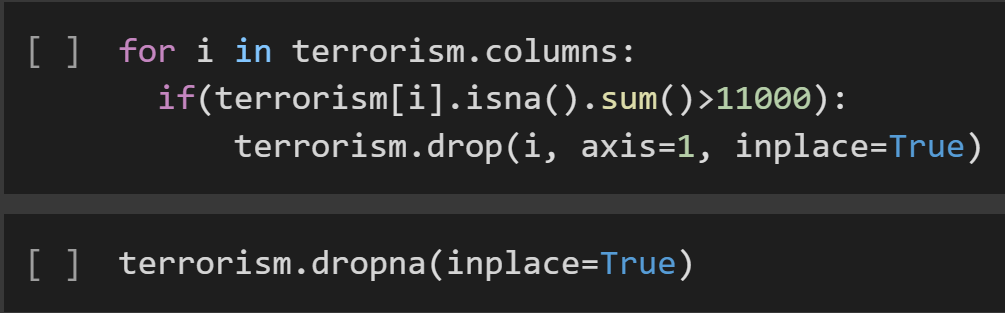 [ ] for i in terrorism.columns:
if(terrorism[i].isna().sum()>11000):
terrorism.drop(i, axis=1, inplace=True)
[ ] terrorism.dropna(inplace=True)